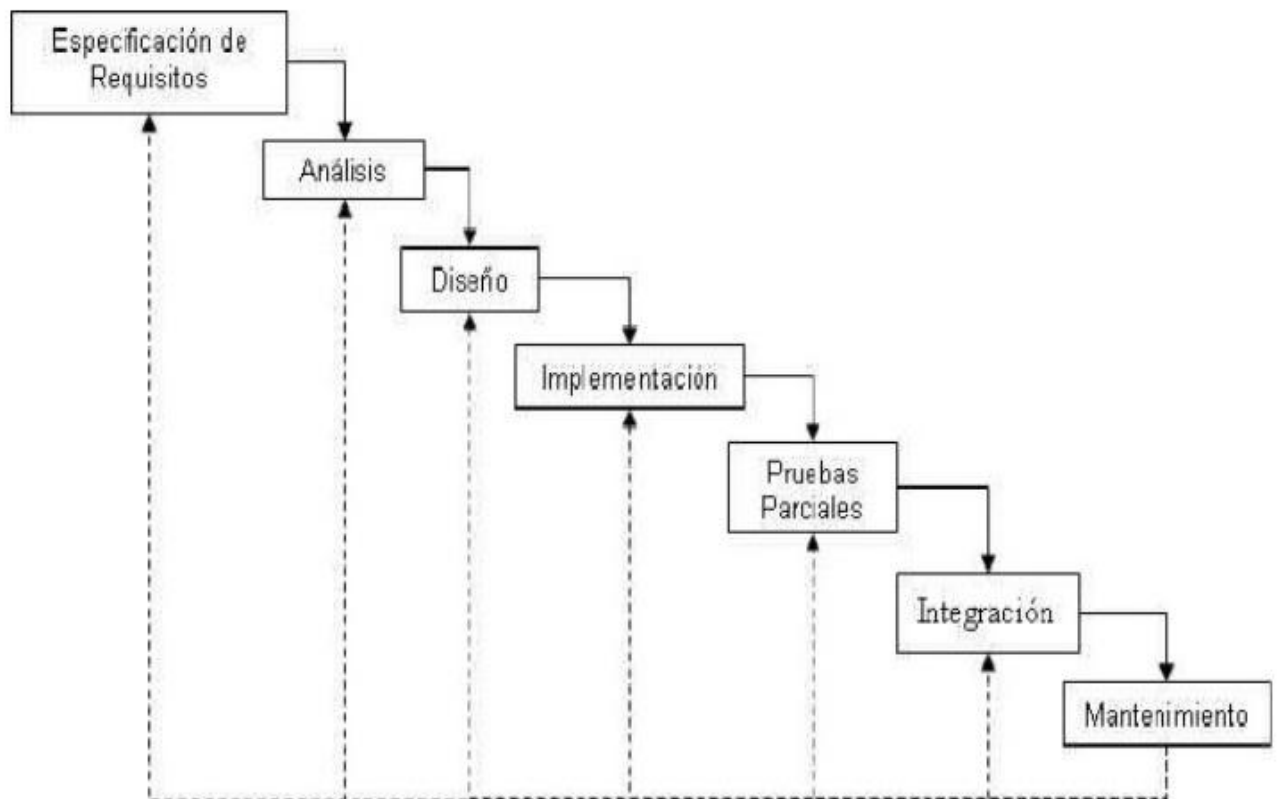 Especificación de
Requisitos
Análisis
Diseño
Implementación
Pruebas
Parciales
Integración
Mantenimiento